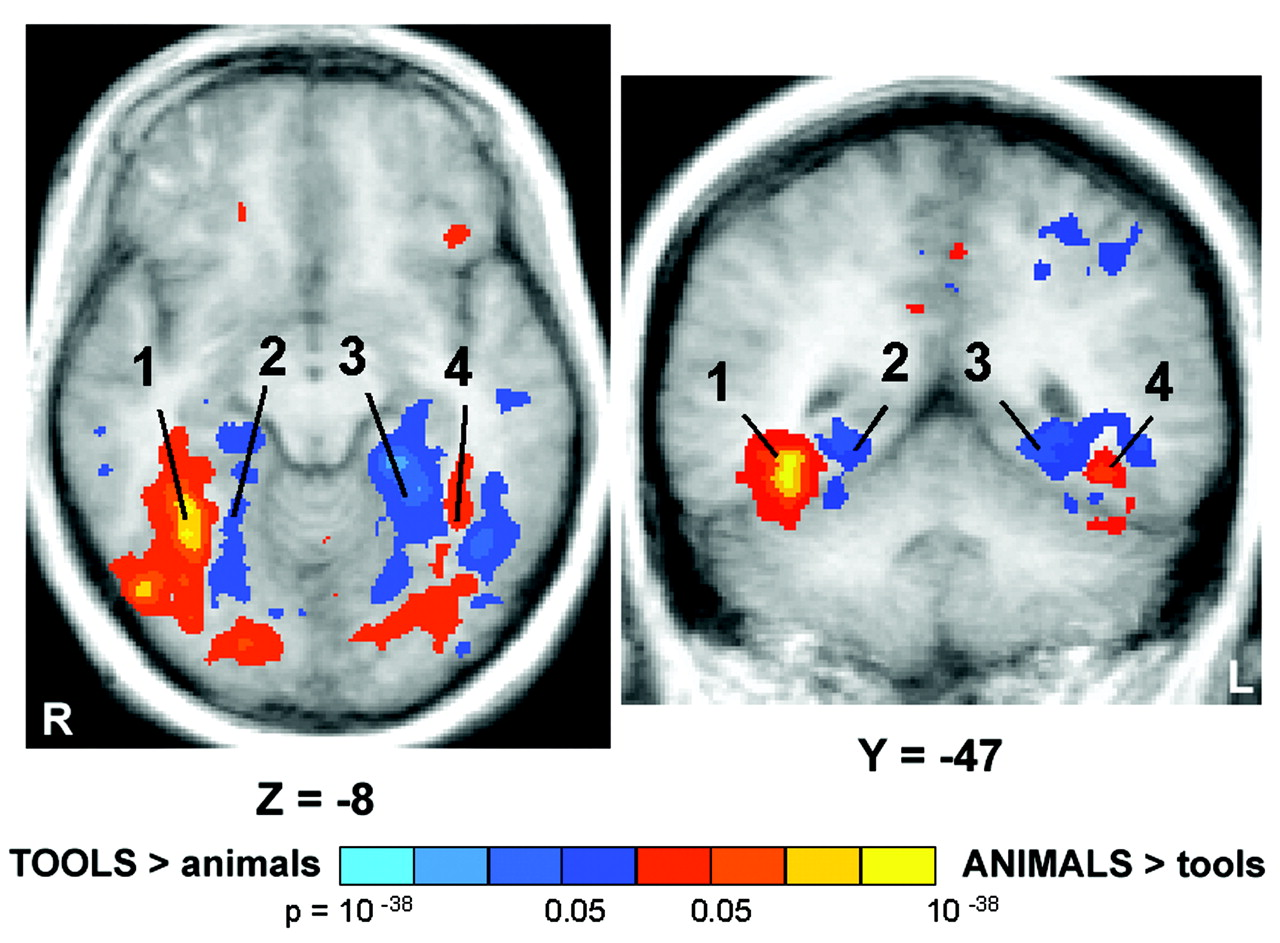 1 2 3 4
R
Z = -8
1 2 3 4
L
Y = -47
TOOLS > animals ANIMALS > tools
p = 10 -38 0.05 0.05 10 -38